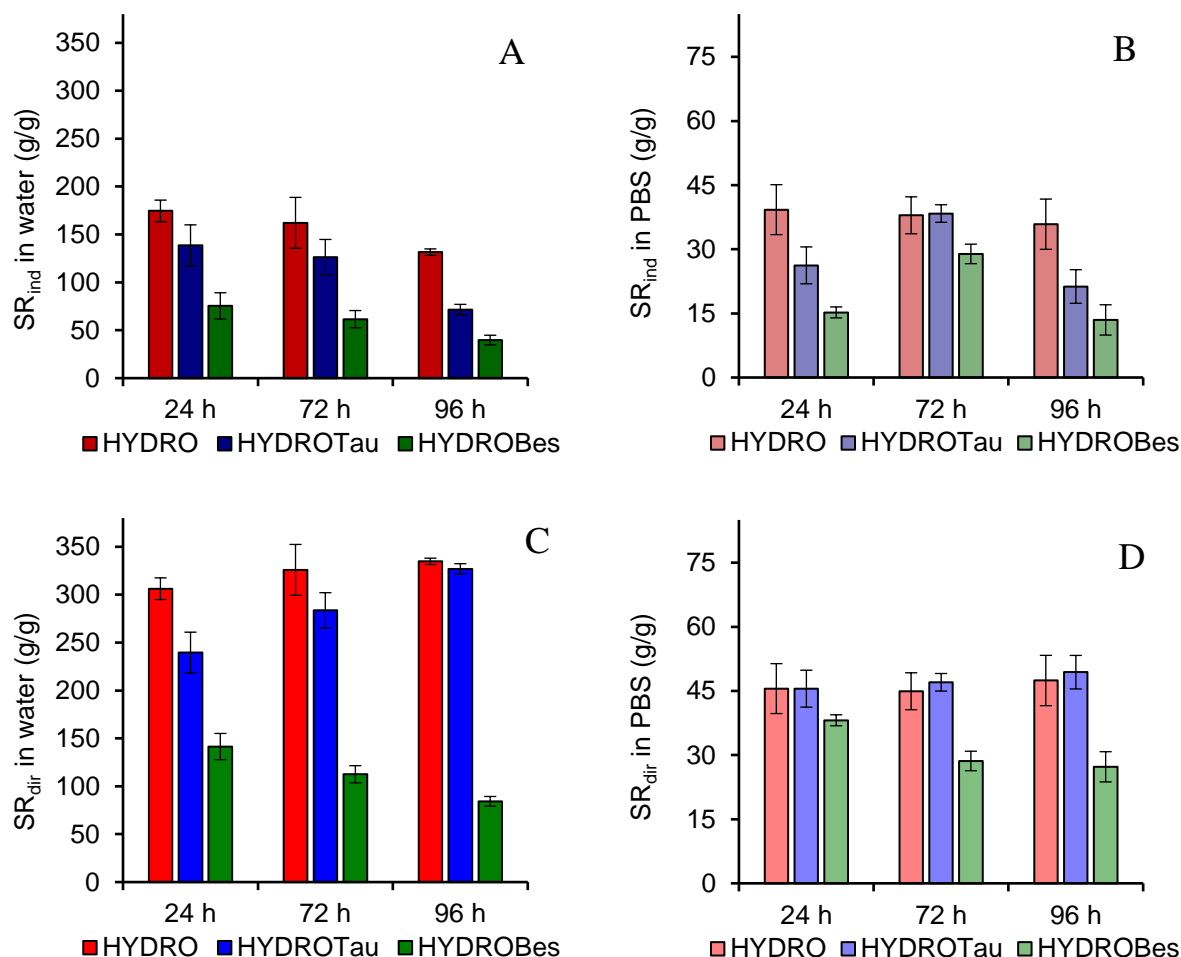 A
SRind in water (g/g)
350
300
250
200
150
100
50
0
24 h 72 h 96 h
HYDRO HYDROTau HYDROBes
B
SRind in PBS (g/g)
75
60
45
30
15
0
24 h 72 h 96 h
HYDRO HYDROTau HYDROBes
C
SRdir in water (g/g)
350
300
250
200
150
100
50
0
24 h 72 h 96 h
HYDRO HYDROTau HYDROBes
D
SRdir in PBS (g/g)
75
60
45
30
15
0
24 h 72 h 96 h
HYDRO HYDROTau HYDROBes